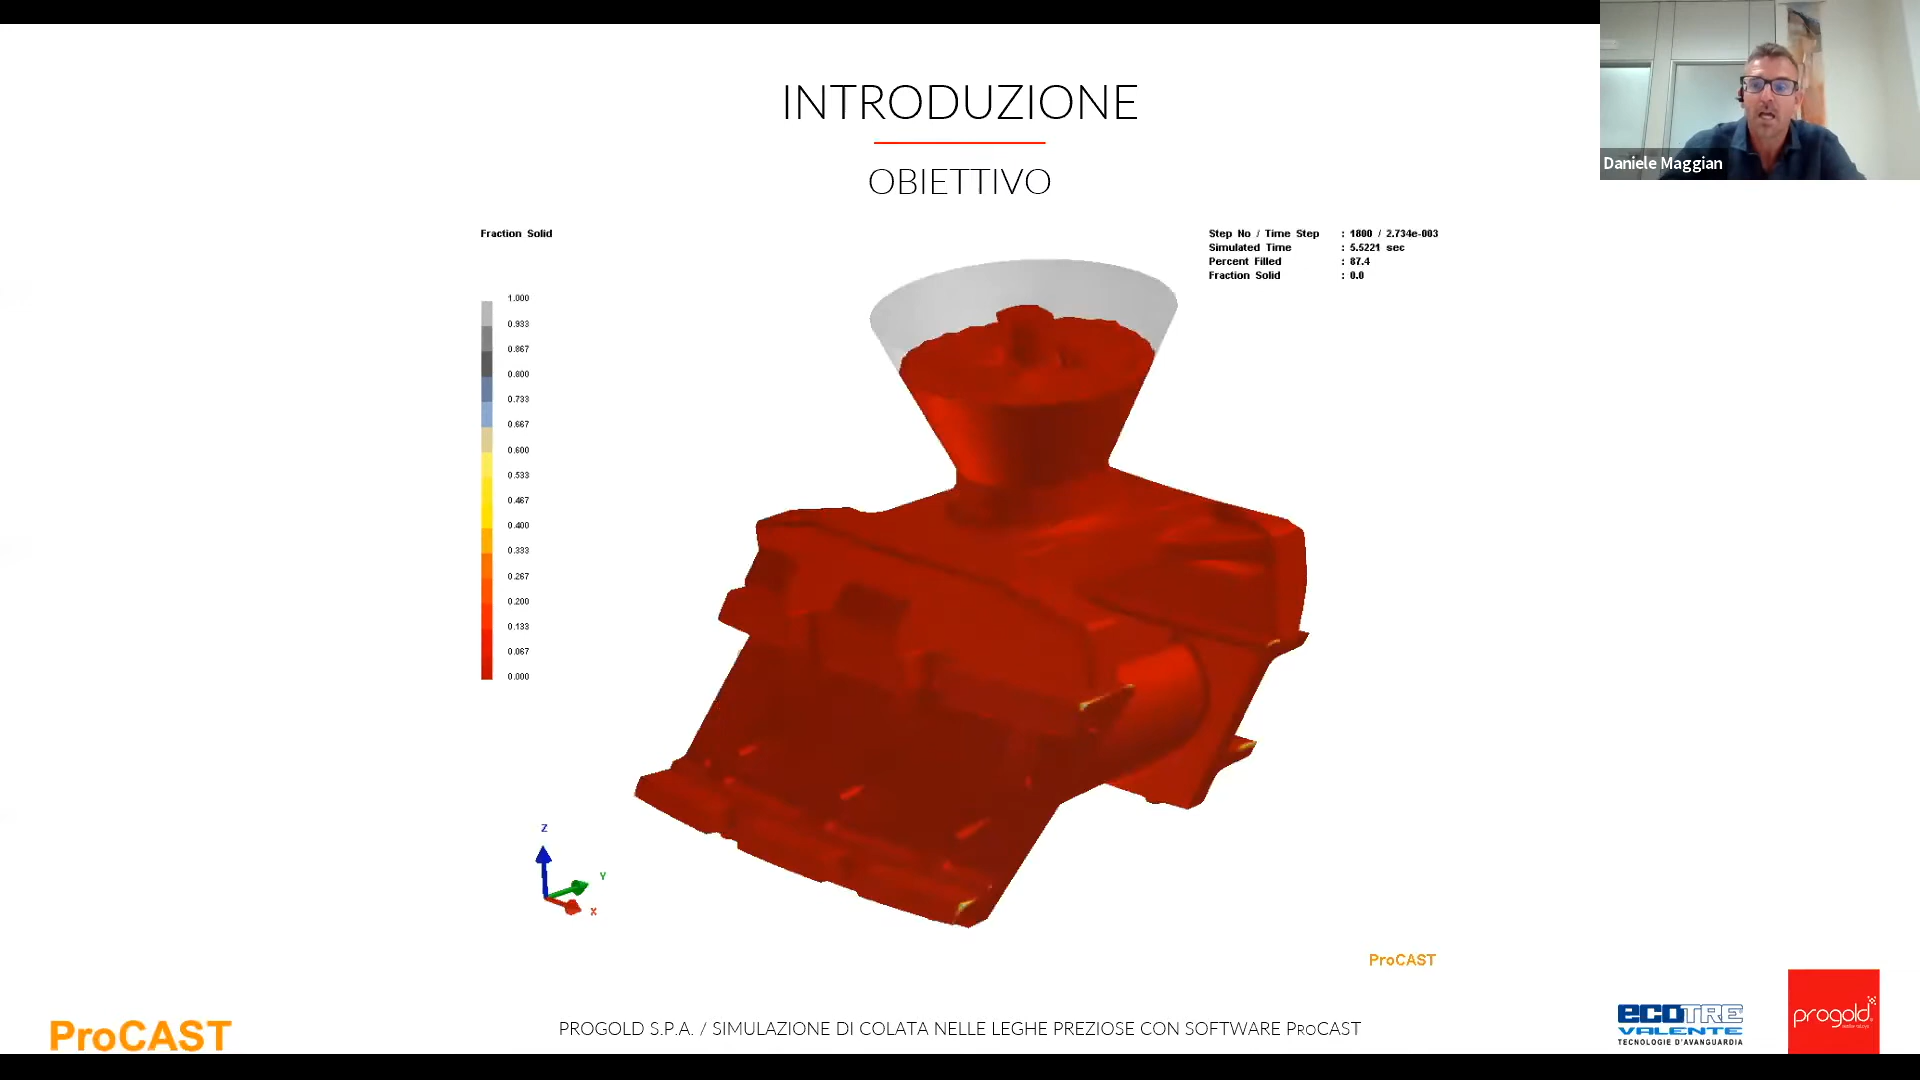 INTRODUZIONE
OBIETTIVO
Daniele Maggian
Fraction Solid
Step No / Time Step : 1800 / 2.734e-003
Simulated Time : 5.5221 sec
Percent Filled : 87.4
Fraction Solid : 0.0
1.000
0.933
0.867
0.800
0.733
0.667
0.600
0.533
0.467
0.400
0.333
0.267
0.200
0.133
0.067
0.000
Z
Y
X
ProCAST
ProCAST
PROGOLD S.P.A. / SIMULAZIONE DI COLATA NELLE LEGHE PREZIOSE CON SOFTWARE PROCAST
ECOTRE
VALENTE
TECNOLOGIE D'AVANGUARDIA
progold